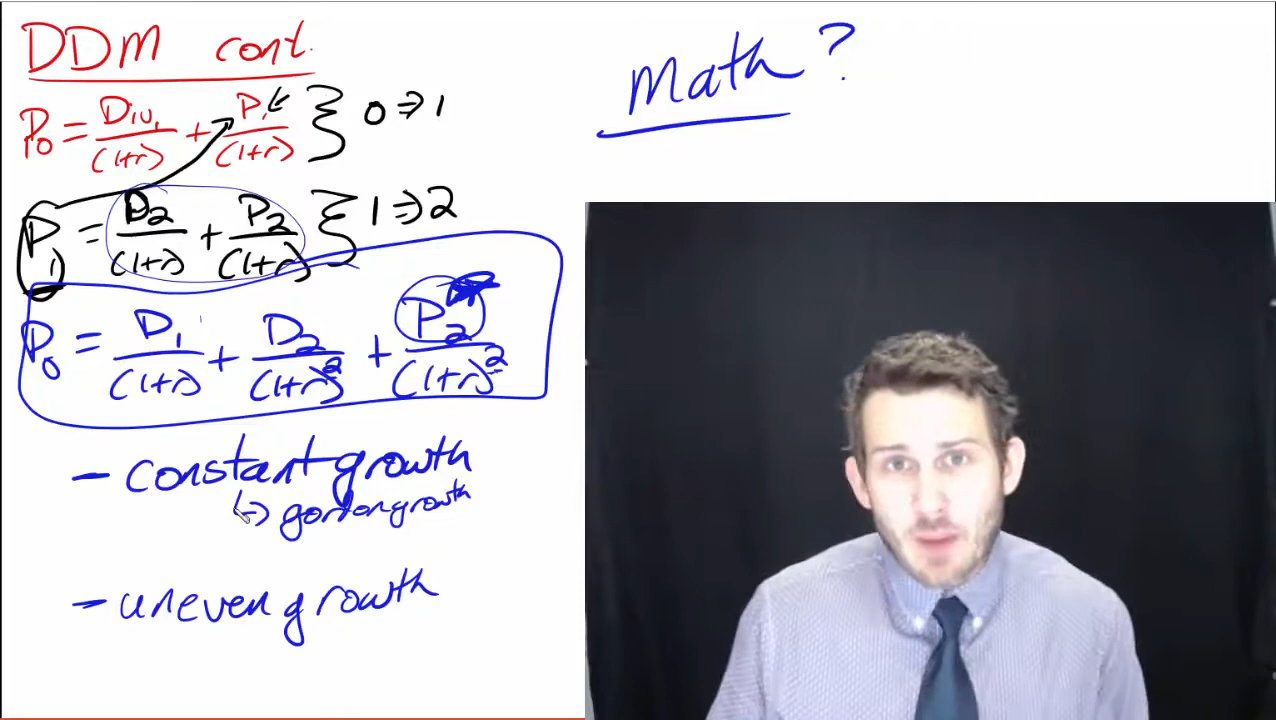 DDM cont.
P0 = Div1/(1+r) + P1/(1+r) } 0 ⇒ 1
P1 = D2/(1+r) + P2/(1+r) } 1 ⇒ 2
P0 = D1/(1+r) + D2/(1+r)^2 + P2/(1+r)^2
- constant growth
↳ gordon growth
- uneven growth
Math?